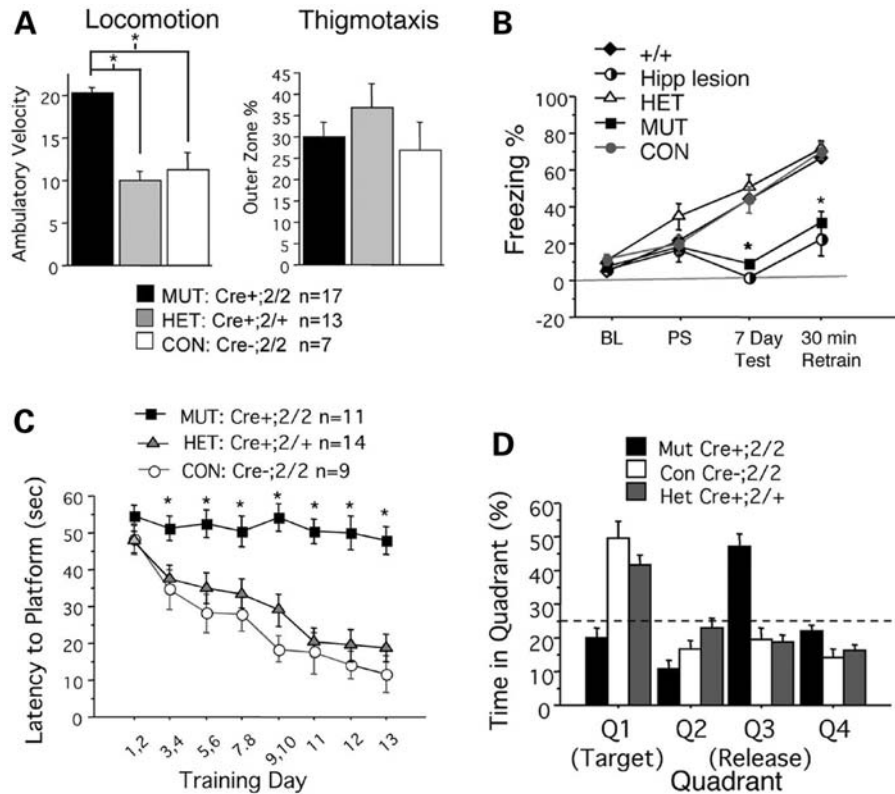 A
Locomotion
Thigmotaxis
*
*
Ambulatory Velocity
20
15
10
5
0
Outer Zone %
45
40
35
30
25
20
15
10
5
0
MUT: Cre+;2/2 n=17
HET: Cre+;2/+ n=13
CON: Cre-;2/2 n=7
B
+/+
Hipp lesion
HET
MUT
CON
Freezing %
100
80
60
40
20
0
-20
*
*
BL
PS
7 Day
Test
30 min
Retrain
C
MUT: Cre+;2/2 n=11
HET: Cre+;2/+ n=14
CON: Cre-;2/2 n=9
Latency to Platform (sec)
60
50
40
30
20
10
0
* * * * * * *
1,2 3,4 5,6 7,8 9,10 11 12 13
Training Day
D
Mut Cre+;2/2
Con Cre-;2/2
Het Cre+;2/+
Time in Quadrant (%)
60
50
40
30
20
10
0
Q1 Q2 Q3 Q4
(Target) (Release)
Quadrant